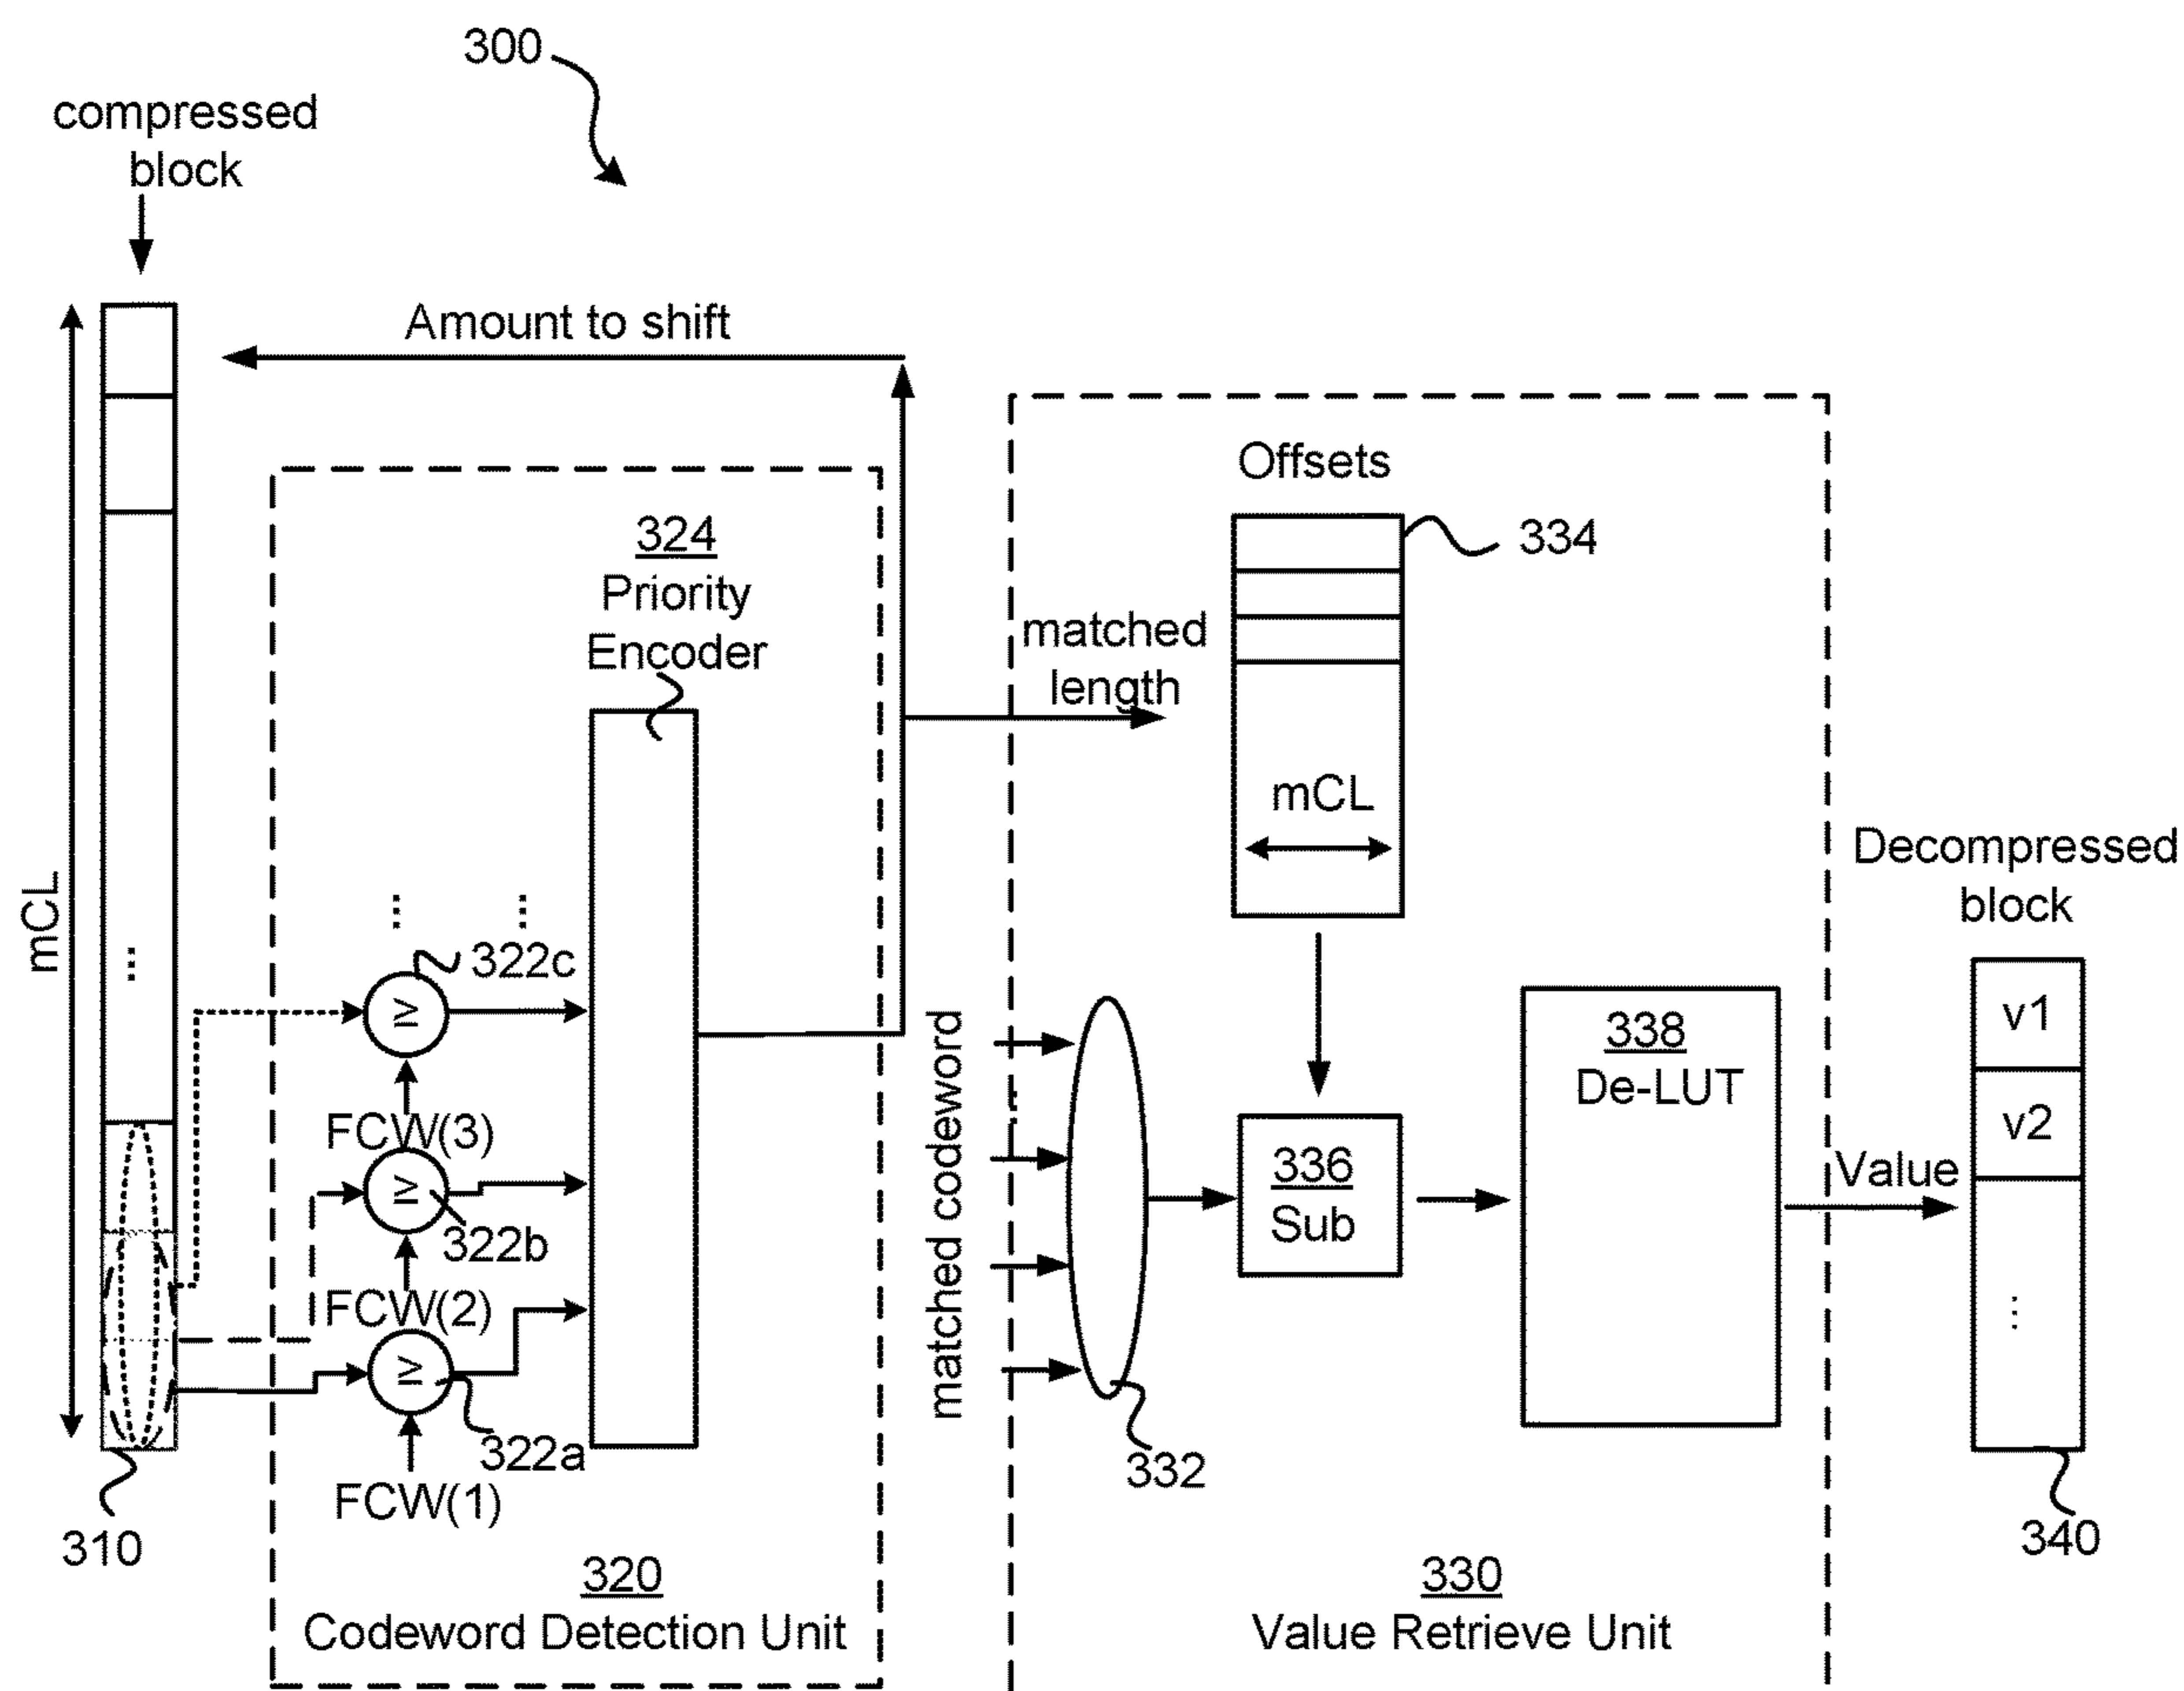 300
compressed
block
Amount to shift
mCL
...
324
Priority
Encoder
...
...
322c
≥
FCW(3)
≥
322b
FCW(2)
≥
322a
FCW(1)
310
320
Codeword Detection Unit
Offsets
334
matched
length
mCL
matched codeword
332
336
Sub
338
De-LUT
330
Value Retrieve Unit
Value
Decompressed
block
v1
v2
...
340